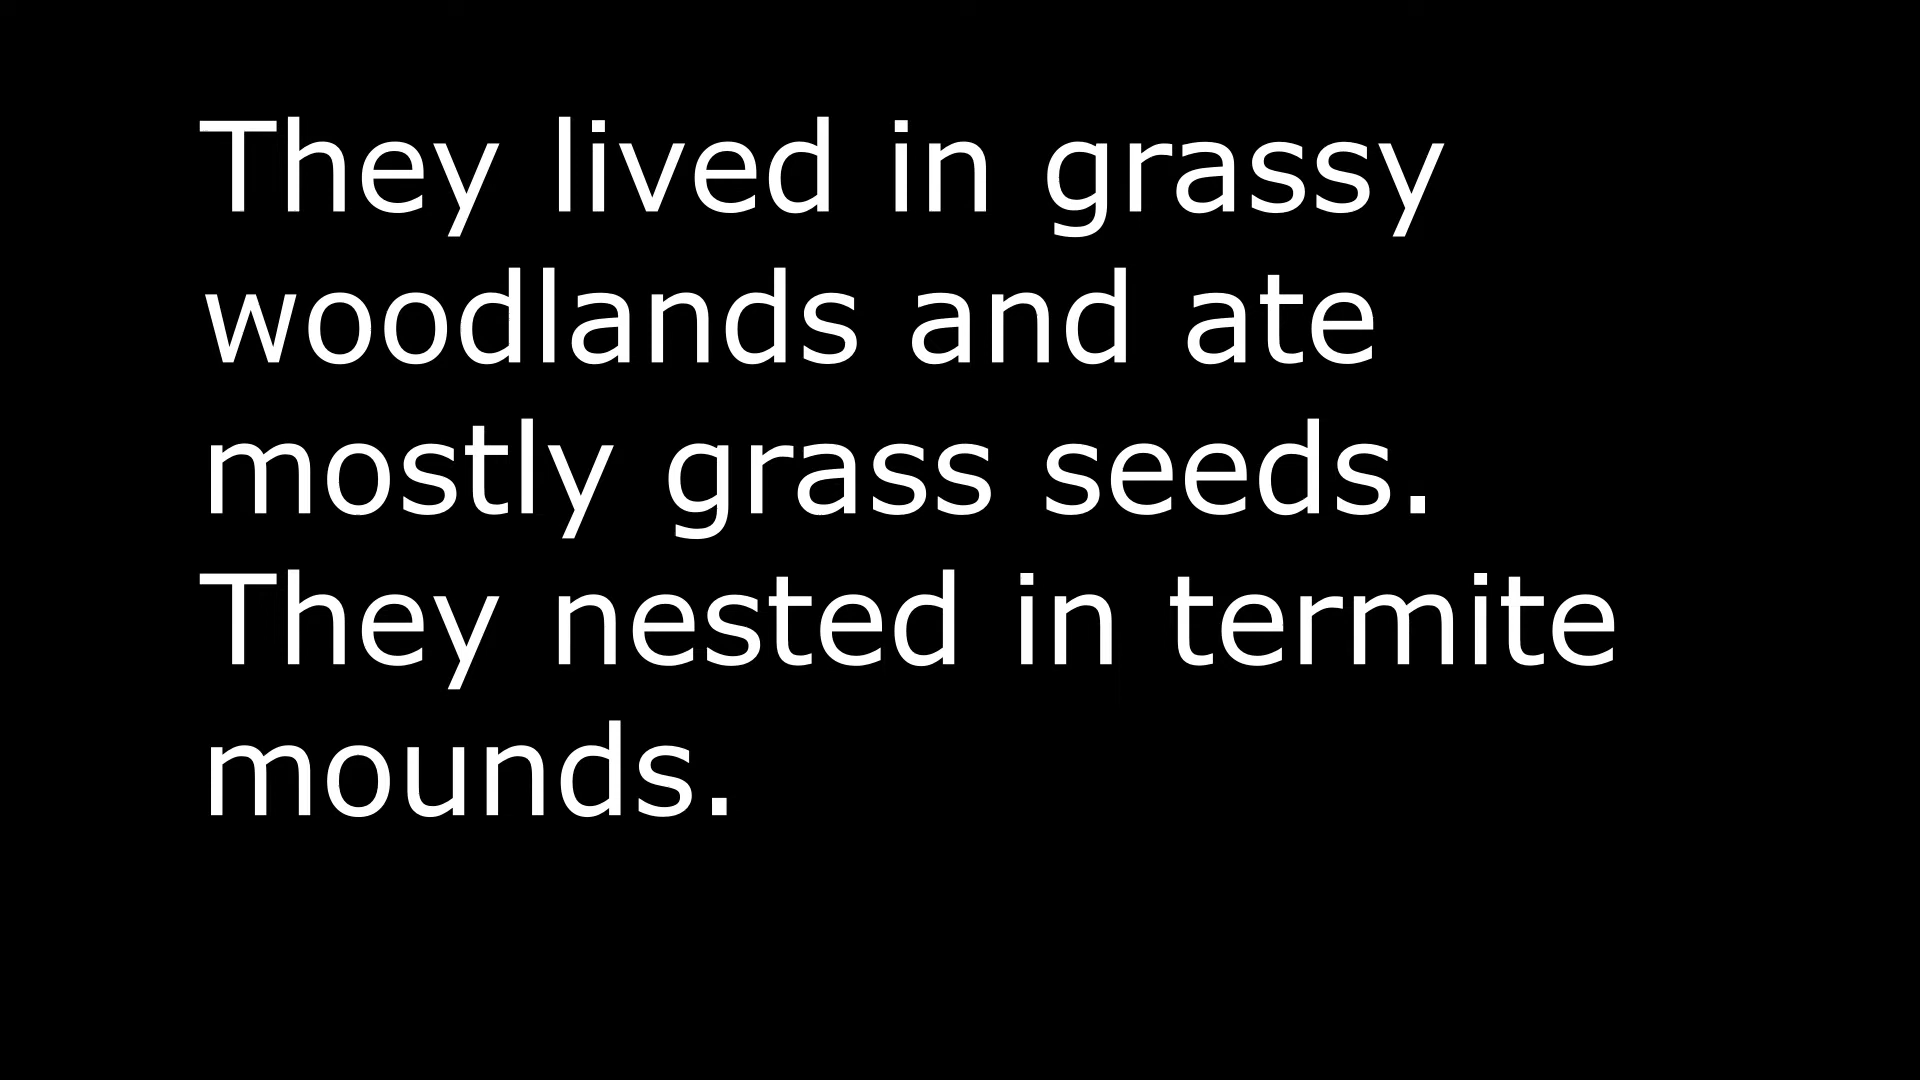 They lived in grassy
woodlands and ate
mostly grass seeds.
They nested in termite
mounds.